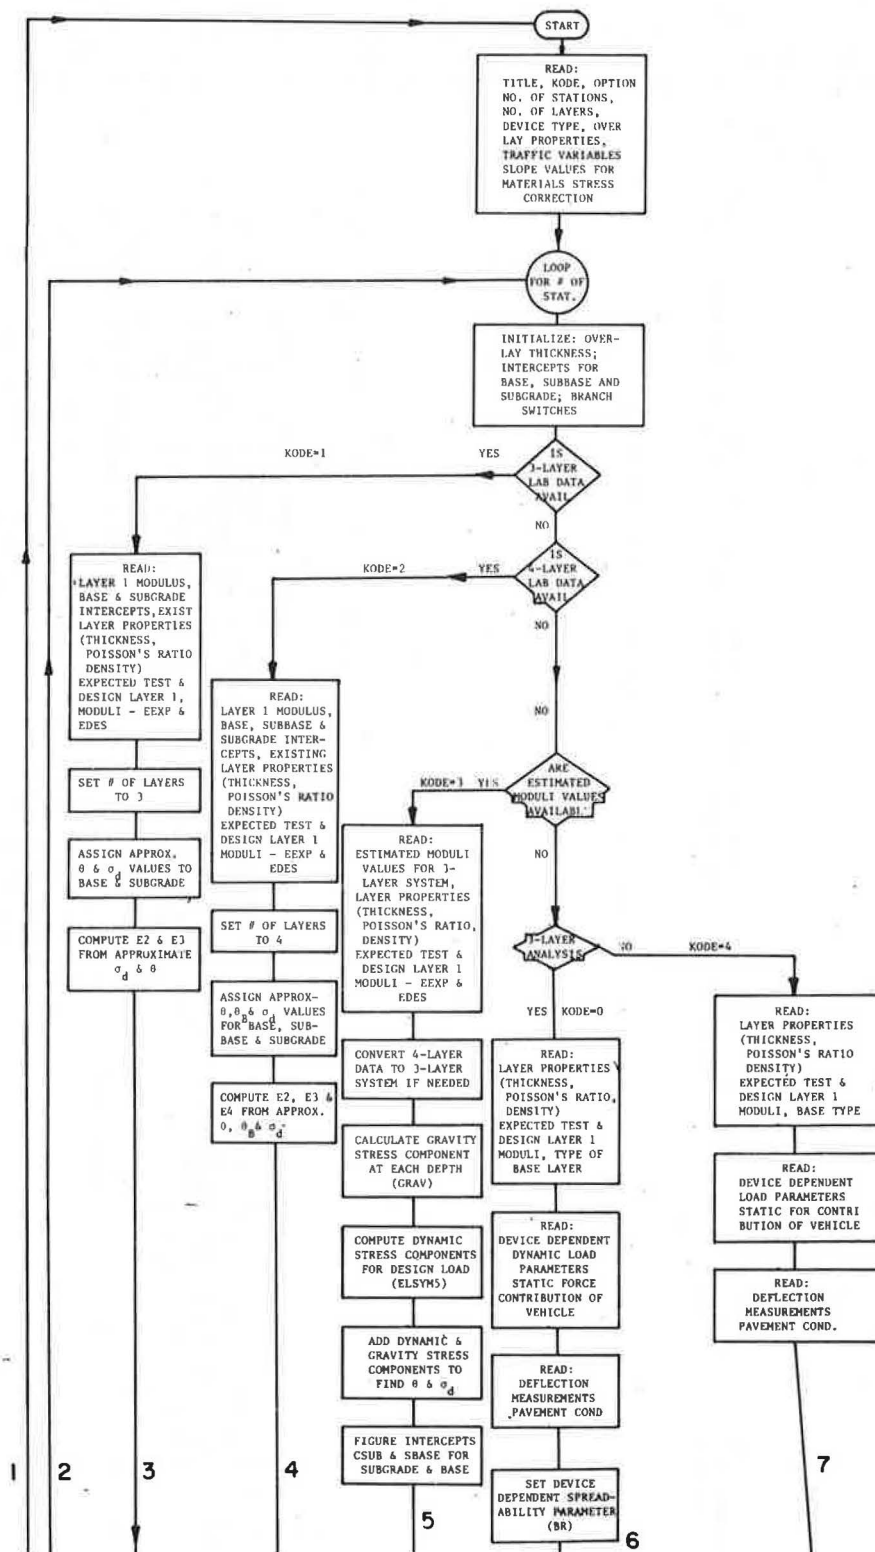 START
READ:
TITLE, KODE, OPTION
NO. OF STATIONS,
NO. OF LAYERS,
DEVICE TYPE, OVER
LAY PROPERTIES,
TRAFFIC VARIABLES
SLOPE VALUES FOR
MATERIALS STRESS
CORRECTION
LOOP
FOR # OF
STAT.
INITIALIZE: OVER-
LAY THICKNESS;
INTERCEPTS FOR
BASE, SUBBASE AND
SUBGRADE; BRANCH
SWITCHES
IS
3-LAYER
LAB DATA
AVAIL
YES
KODE=1
NO
IS
4-LAYER
LAB DATA
AVAIL
YES
KODE=2
NO
NO
READ:
LAYER 1 MODULUS,
BASE & SUBGRADE
INTERCEPTS, EXIST
LAYER PROPERTIES
(THICKNESS,
POISSON'S RATIO
DENSITY)
EXPECTED TEST &
DESIGN LAYER 1,
MODULI - EEXP &
EDES
SET # OF LAYERS
TO 3
ASSIGN APPROX.
θ & σd VALUES TO
BASE & SUBGRADE
COMPUTE E2 & E3
FROM APPROXIMATE
σd & θ
READ:
LAYER 1 MODULUS,
BASE, SUBBASE &
SUBGRADE INTER-
CEPTS, EXISTING
LAYER PROPERTIES
(THICKNESS,
POISSON'S RATIO
DENSITY)
EXPECTED TEST &
DESIGN LAYER 1
MODULI - EEXP &
EDES
SET # OF LAYERS
TO 4
ASSIGN APPROX-
θ,θB & σd VALUES
FOR BASE, SUB-
BASE & SUBGRADE
COMPUTE E2, E3 &
E4 FROM APPROX.
θ, θB & σd
ARE
ESTIMATED
MODULI VALUES
AVAILABL
KODE=3 YES
NO
READ:
ESTIMATED MODULI
VALUES FOR 3-
LAYER SYSTEM,
LAYER PROPERTIES
(THICKNESS,
POISSON'S RATIO,
DENSITY)
EXPECTED TEST &
DESIGN LAYER 1
MODULI - EEXP &
EDES
CONVERT 4-LAYER
DATA TO 3-LAYER
SYSTEM IF NEEDED
CALCULATE GRAVITY
STRESS COMPONENT
AT EACH DEPTH
(GRAV)
COMPUTE DYNAMIC
STRESS COMPONENTS
FOR DESIGN LOAD
(ELSYM5)
ADD DYNAMIC &
GRAVITY STRESS
COMPONENTS TO
FIND θ & σd
FIGURE INTERCEPTS
CSUB & SBASE FOR
SUBGRADE & BASE
3-LAYER
ANALYSIS
NO KODE=4
YES KODE=0
READ:
LAYER PROPERTIES
(THICKNESS,
POISSON'S RATIO,
DENSITY)
EXPECTED TEST &
DESIGN LAYER 1
MODULI, TYPE OF
BASE LAYER
READ:
DEVICE DEPENDENT
DYNAMIC LOAD
PARAMETERS
STATIC FORCE
CONTRIBUTION OF
VEHICLE
READ:
DEFLECTION
MEASUREMENTS
PAVEMENT COND
SET DEVICE
DEPENDENT SPREAD-
ABILITY PARAMETER
(BR)
READ:
LAYER PROPERTIES
(THICKNESS,
POISSON'S RATIO
DENSITY)
EXPECTED TEST &
DESIGN LAYER 1
MODULI, BASE TYPE
READ:
DEVICE DEPENDENT
LOAD PARAMETERS
STATIC FOR CONTRI
BUTION OF VEHICLE
READ:
DEFLECTION
MEASUREMENTS
PAVEMENT COND.
1
2
3
4
5
6
7